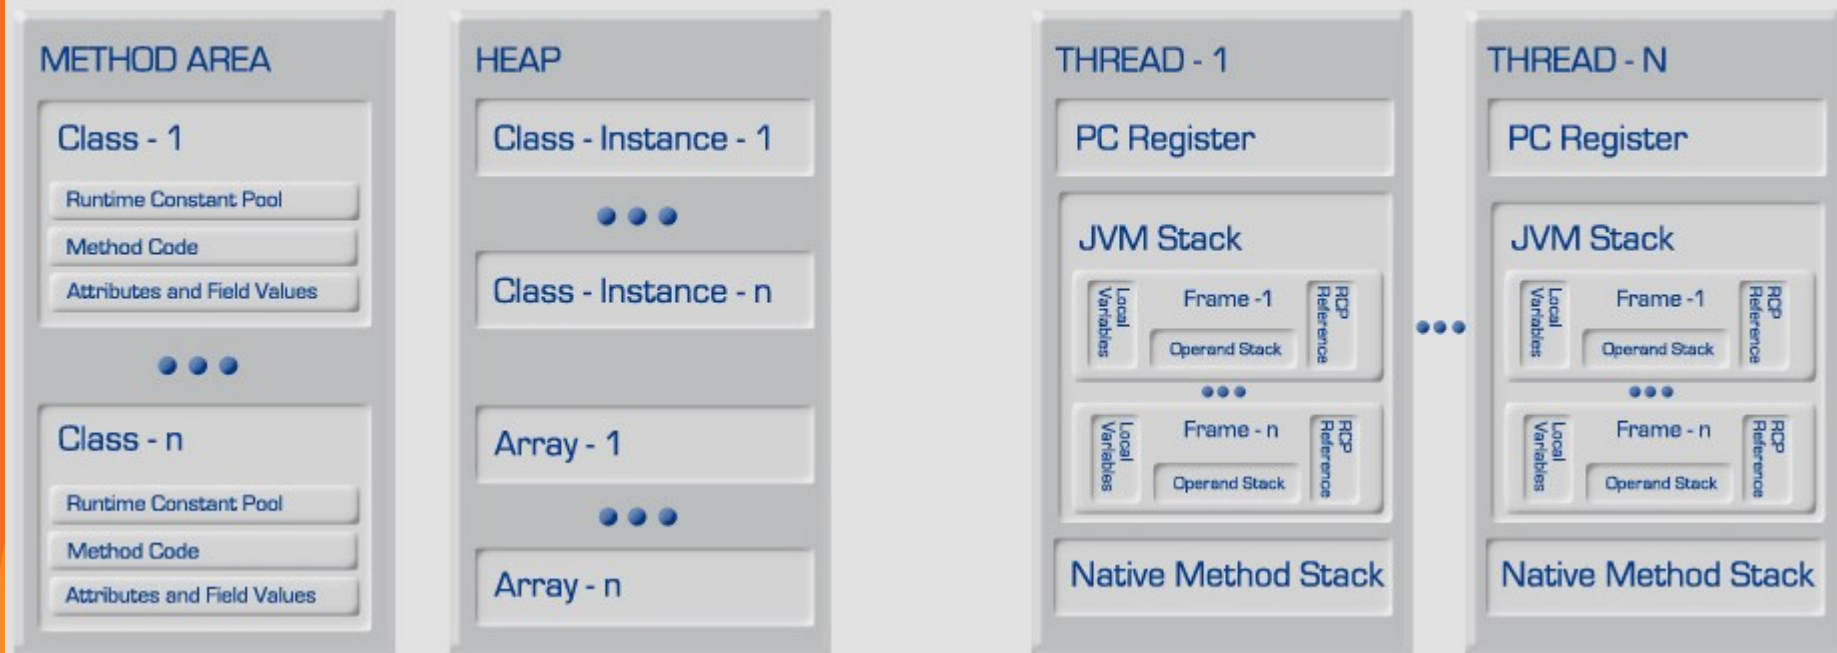 METHOD AREA
Class - 1
Runtime Constant Pool
Method Code
Attributes and Field Values
Class - n
Runtime Constant Pool
Method Code
Attributes and Field Values
HEAP
Class - Instance - 1
Class - Instance - n
Array - 1
Array - n
THREAD - 1
PC Register
JVM Stack
Local
Variables
Frame -1
Operand Stack
RCP
Reference
Local
Variables
Frame - n
Operand Stack
RCP
Reference
Native Method Stack
THREAD - N
PC Register
JVM Stack
Local
Variables
Frame -1
Operand Stack
RCP
Reference
Local
Variables
Frame - n
Operand Stack
RCP
Reference
Native Method Stack